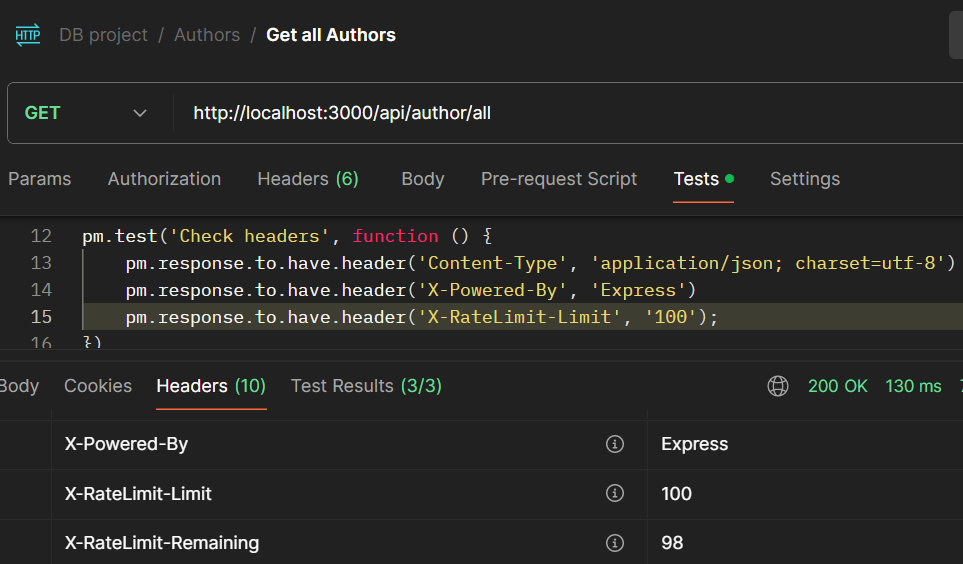 HTTP DB project / Authors / Get all Authors
GET http://localhost:3000/api/author/all
Params Authorization Headers (6) Body Pre-request Script Tests Settings
12 pm.test('Check headers', function () {
13 pm.response.to.have.header('Content-Type', 'application/json; charset=utf-8')
14 pm.response.to.have.header('X-Powered-By', 'Express')
15 pm.response.to.have.header('X-RateLimit-Limit', '100');
16 })
Body Cookies Headers (10) Test Results (3/3) 200 OK 130 ms
X-Powered-By Express
X-RateLimit-Limit 100
X-RateLimit-Remaining 98